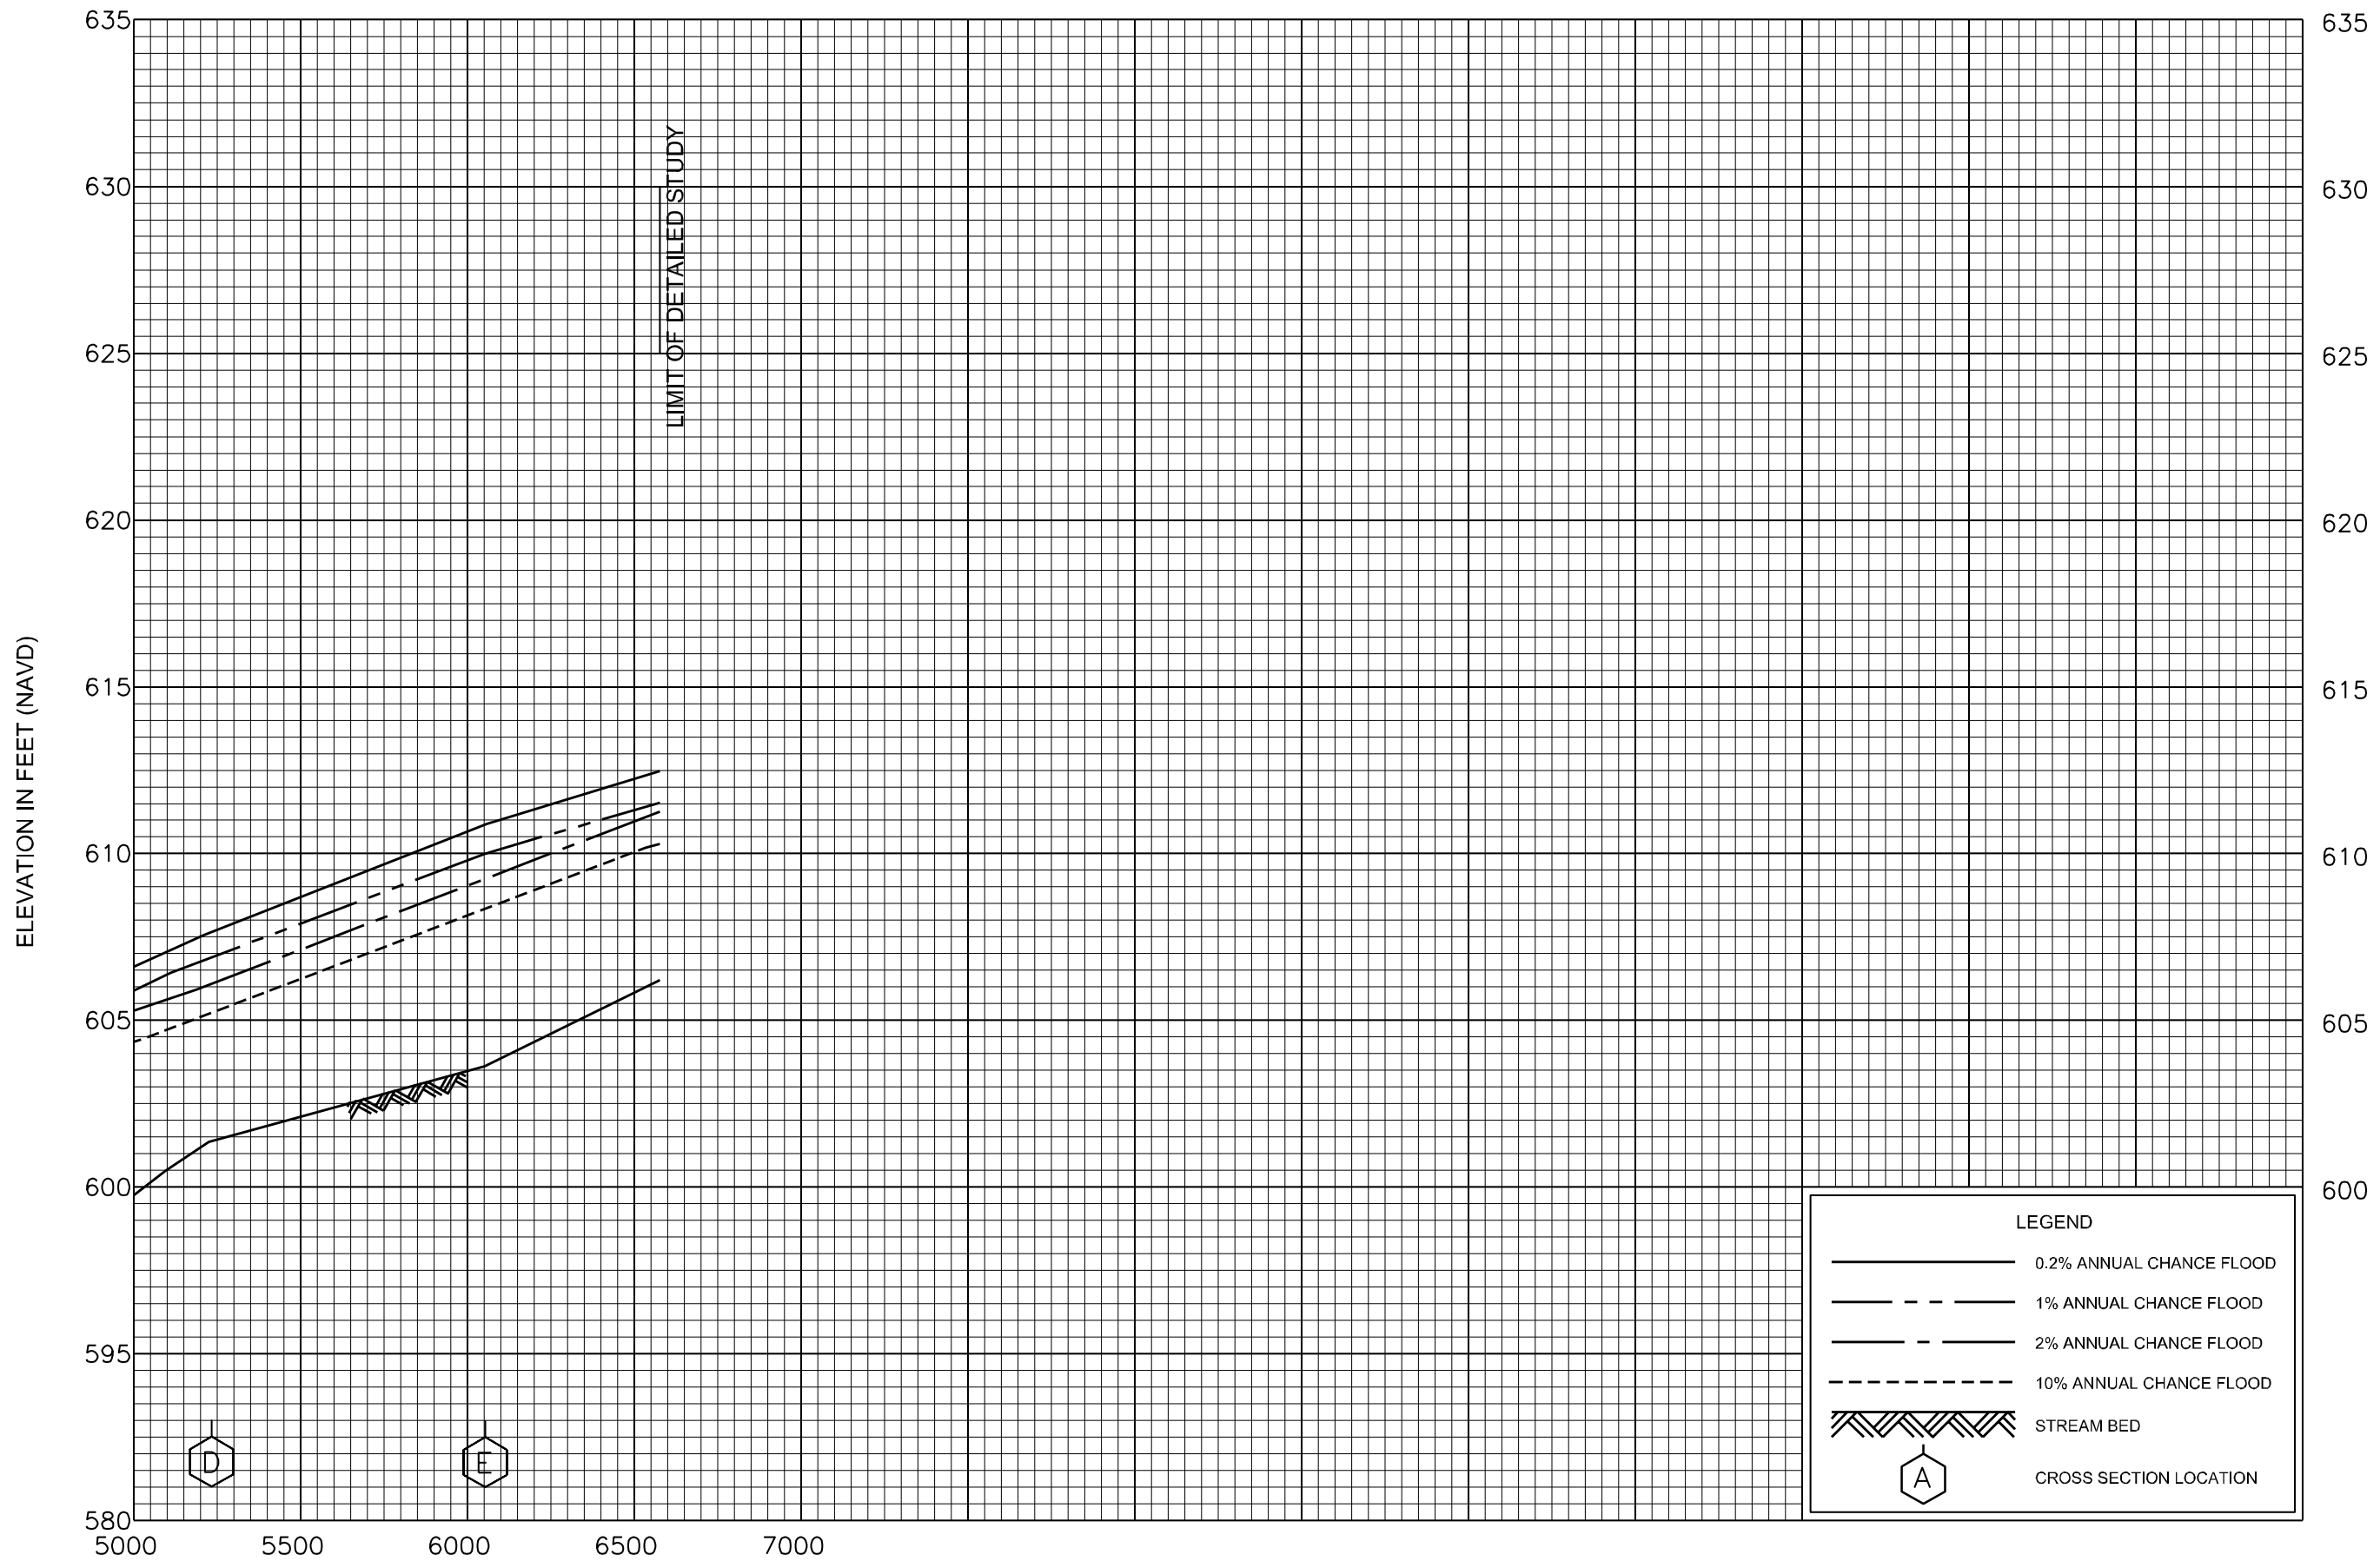 635
630
625
620
615
610
605
600
595
580
ELEVATION IN FEET (NAVD)
LIMIT OF DETAILED STUDY
635
630
625
620
615
610
605
600
D
E
5000
5500
6000
6500
7000
LEGEND
0.2% ANNUAL CHANCE FLOOD
1% ANNUAL CHANCE FLOOD
2% ANNUAL CHANCE FLOOD
10% ANNUAL CHANCE FLOOD
STREAM BED
A
CROSS SECTION LOCATION